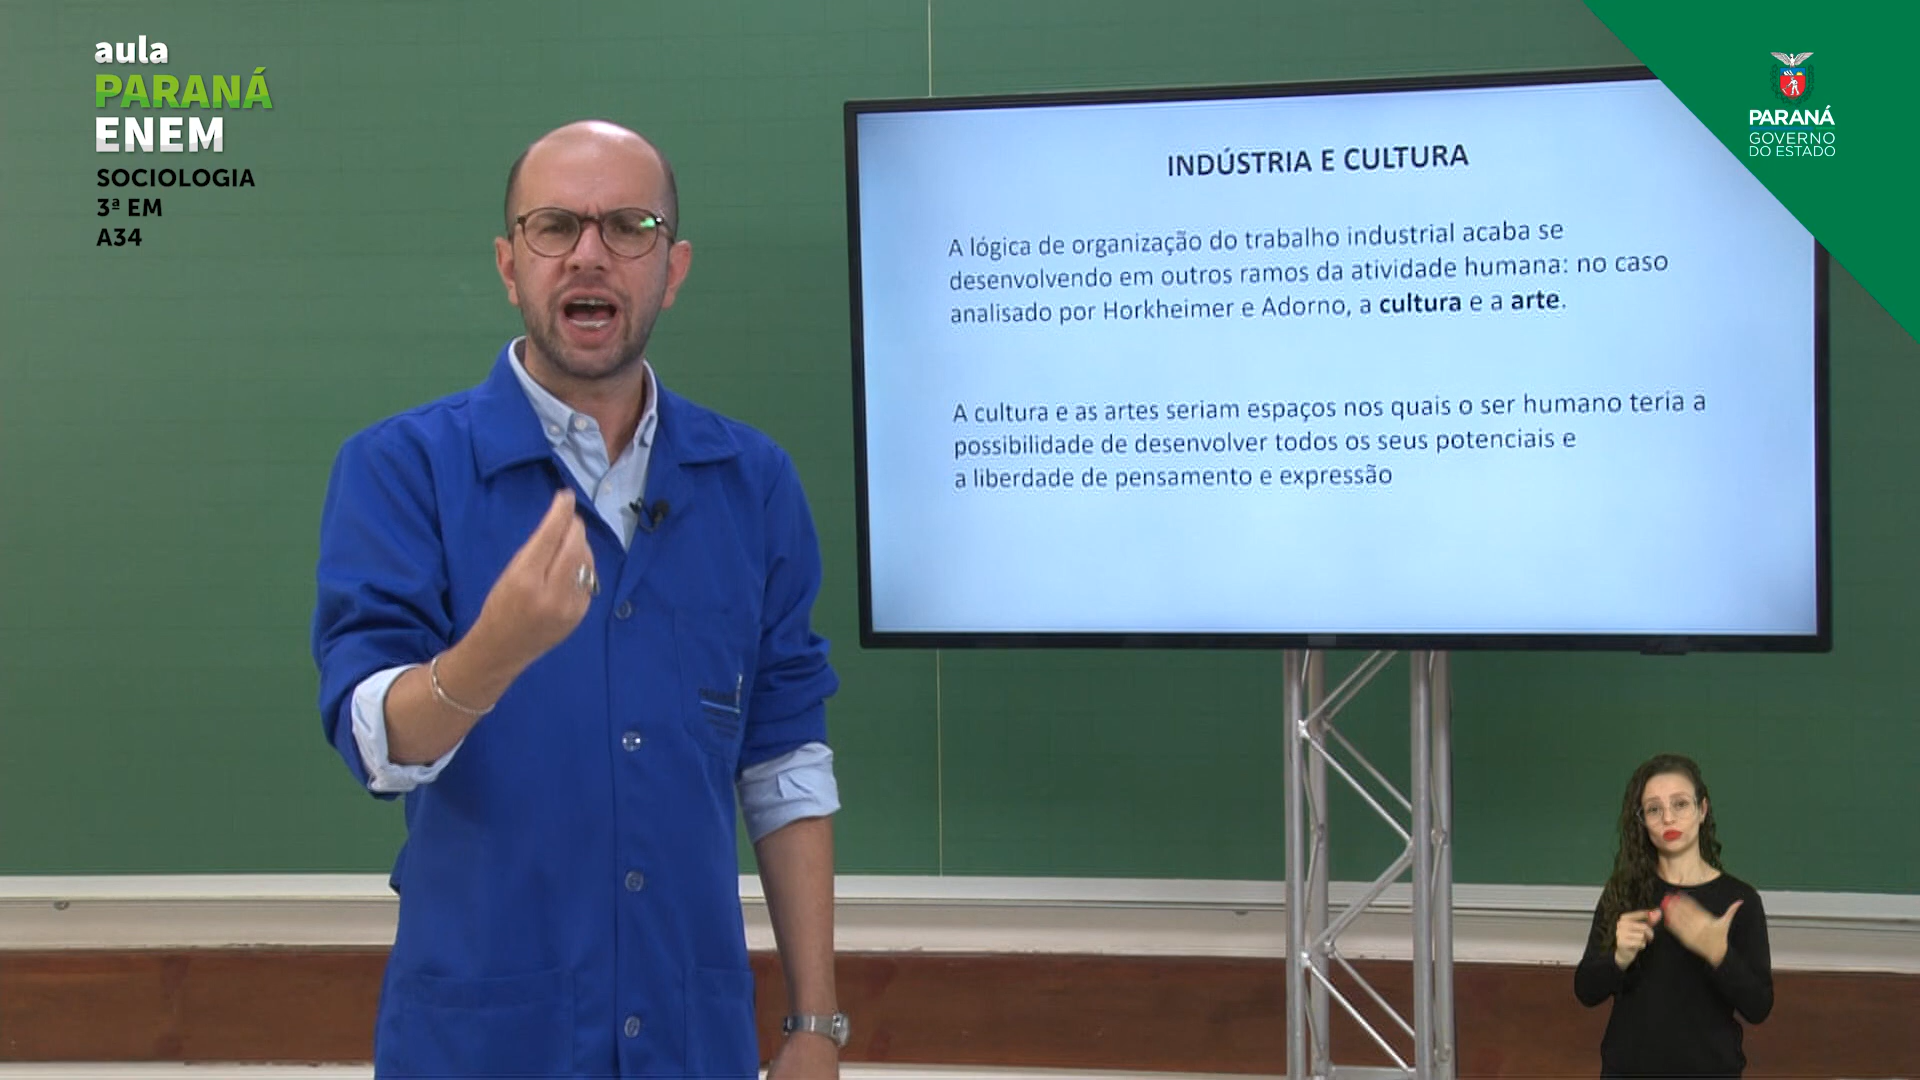 aula
PARANÁ
ENEM
SOCIOLOGIA
3ª EM
A34
PARANÁ
GOVERNO
DO ESTADO
INDÚSTRIA E CULTURA
A lógica de organização do trabalho industrial acaba se
desenvolvendo em outros ramos da atividade humana: no caso
analisado por Horkheimer e Adorno, a cultura e a arte.
A cultura e as artes seriam espaços nos quais o ser humano teria a
possibilidade de desenvolver todos os seus potenciais e
a liberdade de pensamento e expressão